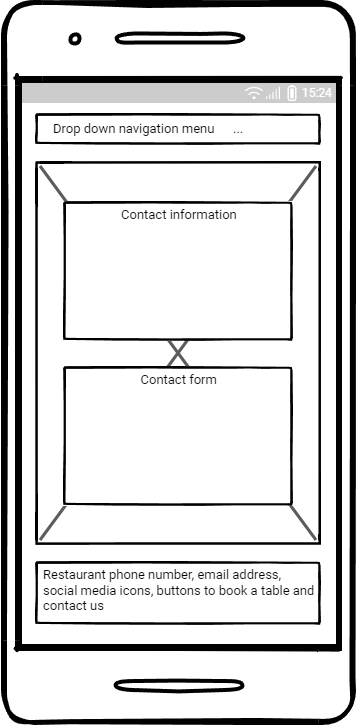 15:24
Drop down navigation menu ...
Contact information
Contact form
Restaurant phone number, email address,
social media icons, buttons to book a table and
contact us